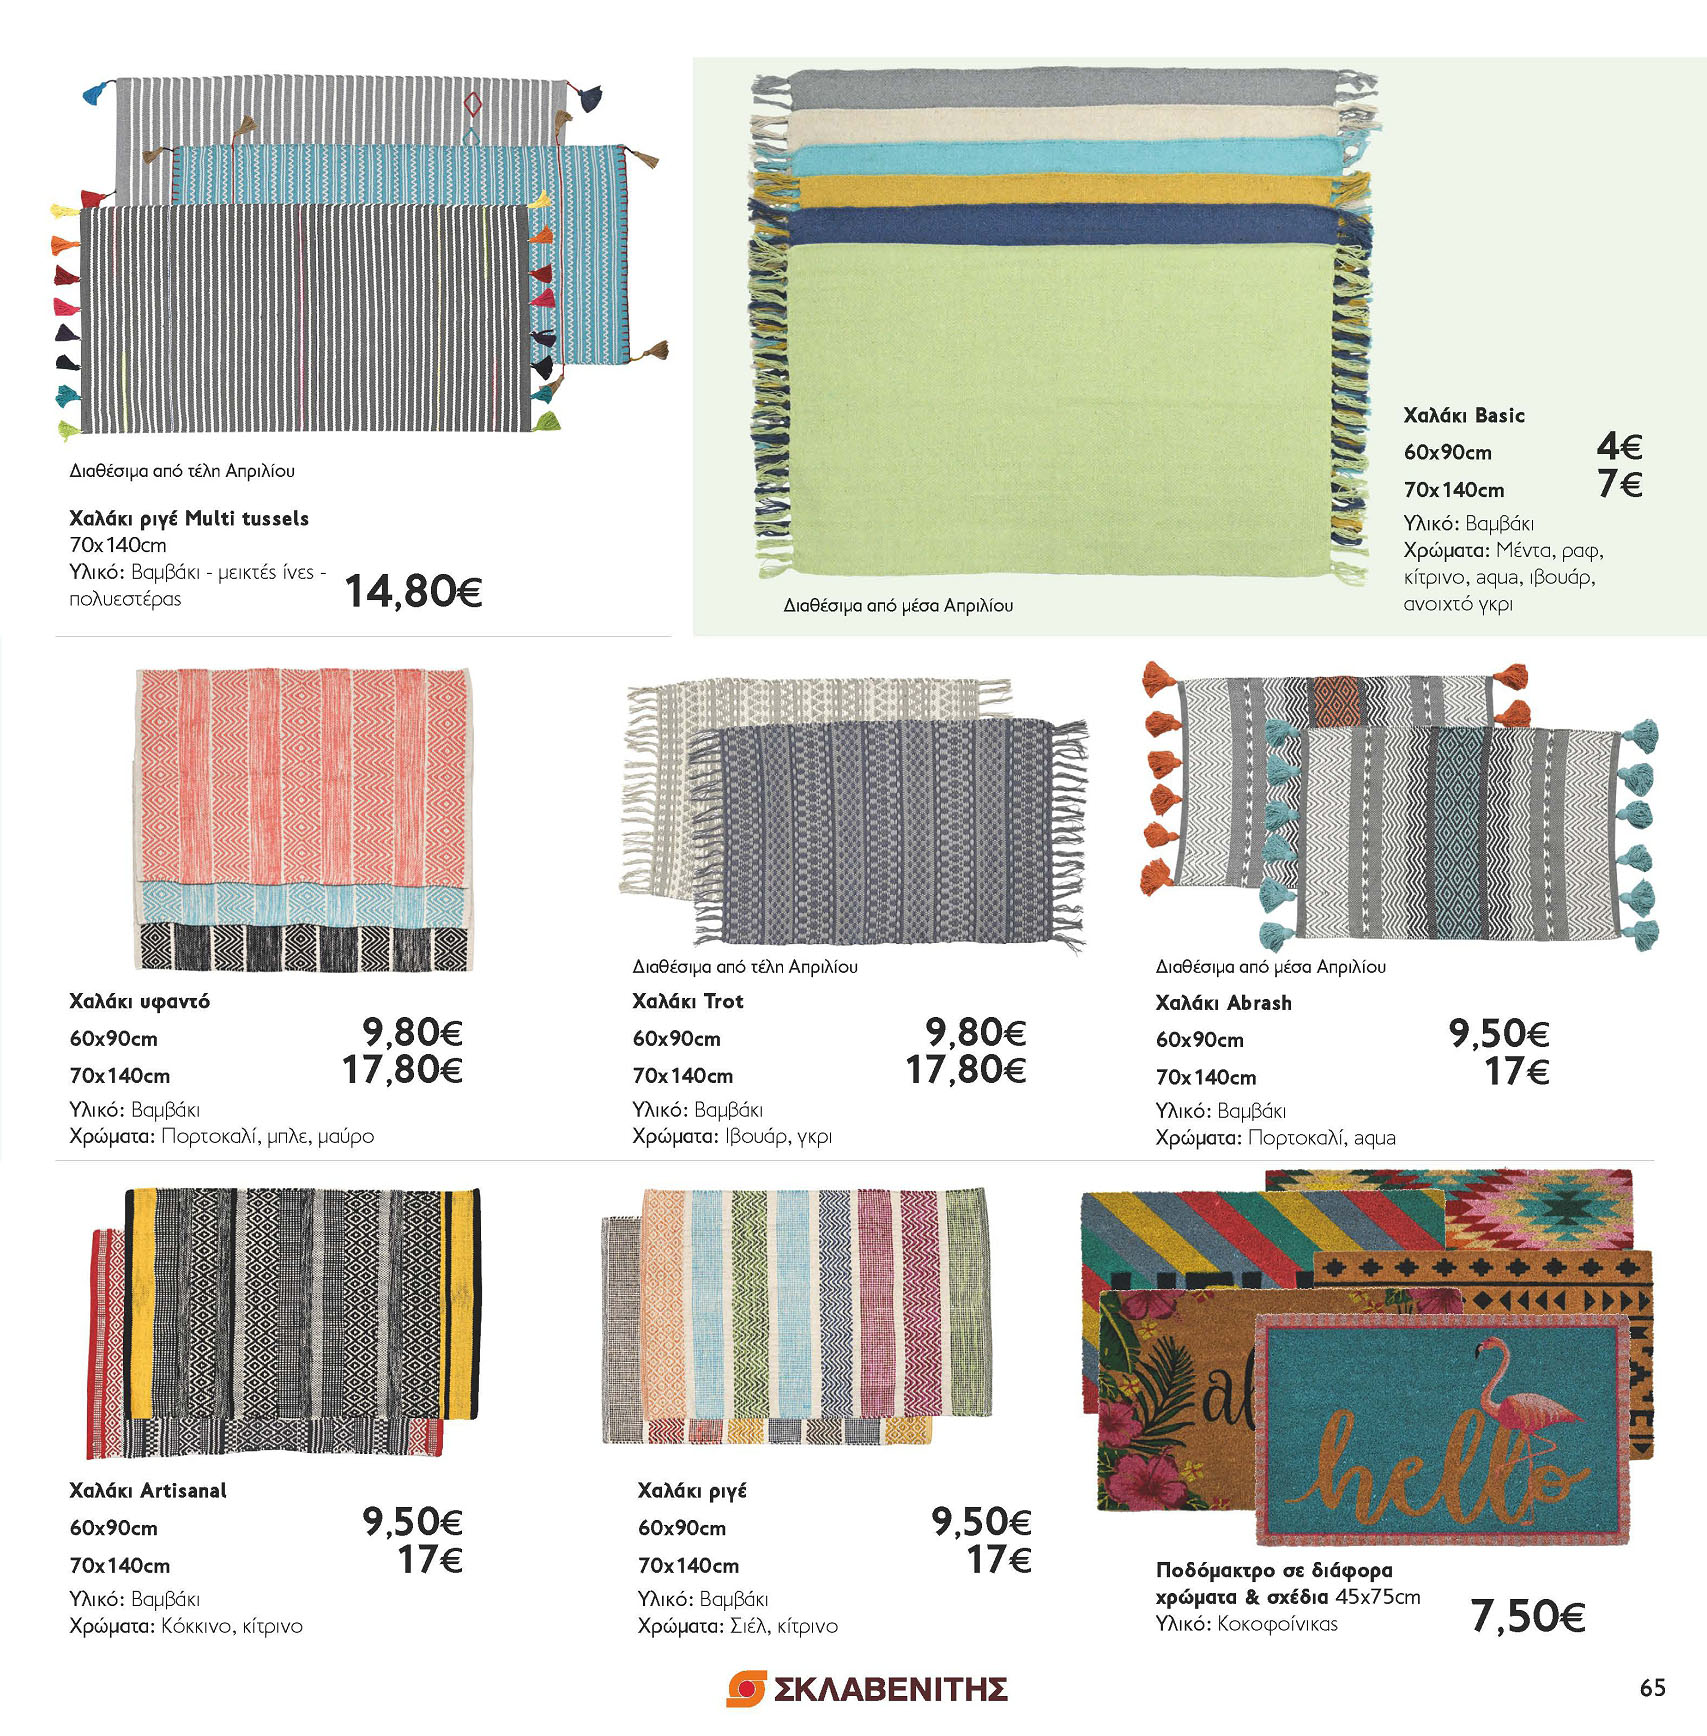 Διαθέσιμα από τέλη Απριλίου
Χαλάκι ριγέ Multi tussels
70x140cm
Υλικό: Βαμβάκι - μεικτές ίνες -
πολυεστέρας
14,80€
Διαθέσιμα από μέσα Απριλίου
Χαλάκι Basic
60x90cm 4€
70x140cm 7€
Υλικό: Βαμβάκι
Χρώματα: Μέντα, ραφ,
κίτρινο, aqua, ιβουάρ,
ανοιχτό γκρι
Χαλάκι υφαντό
60x90cm 9,80€
70x140cm 17,80€
Υλικό: Βαμβάκι
Χρώματα: Πορτοκαλί, μπλε, μαύρο
Διαθέσιμα από τέλη Απριλίου
Χαλάκι Trot
60x90cm 9,80€
70x140cm 17,80€
Υλικό: Βαμβάκι
Χρώματα: Ιβουάρ, γκρι
Διαθέσιμα από μέσα Απριλίου
Χαλάκι Abrash
60x90cm 9,50€
70x140cm 17€
Υλικό: Βαμβάκι
Χρώματα: Πορτοκαλί, aqua
Χαλάκι Artisanal
60x90cm 9,50€
70x140cm 17€
Υλικό: Βαμβάκι
Χρώματα: Κόκκινο, κίτρινο
Χαλάκι ριγέ
60x90cm 9,50€
70x140cm 17€
Υλικό: Βαμβάκι
Χρώματα: Σιέλ, κίτρινο
hello
Ποδόμακτρο σε διάφορα
χρώματα & σχέδια 45x75cm
Υλικό: Κοκοφοίνικας
7,50€
ΣΚΛΑΒΕΝΙΤΗΣ
65